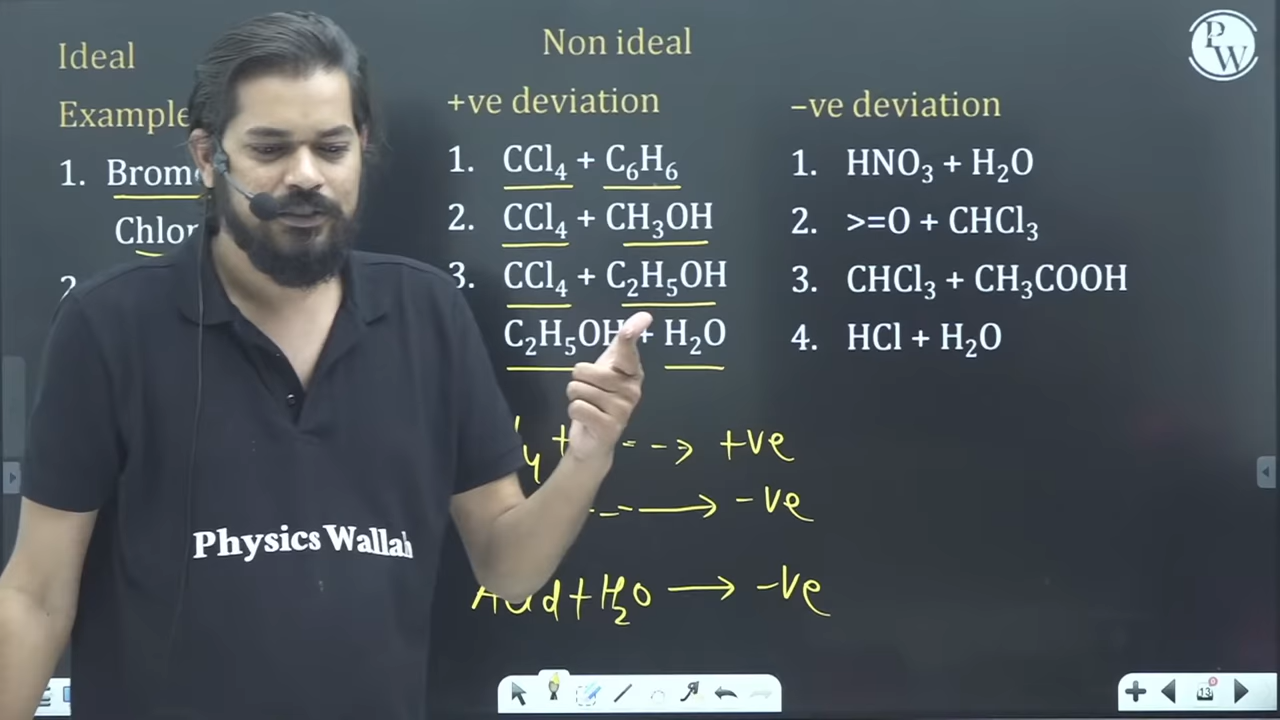 Ideal
Non ideal
PW
Example
+ve deviation
–ve deviation
1.
1. CCl₄ + C₆H₆
1. HNO₃ + H₂O
2. CCl₄ + CH₃OH
2. >=O + CHCl₃
3. CCl₄ + C₂H₅OH
3. CHCl₃ + CH₃COOH
C₂H₅OH + H₂O
4. HCl + H₂O
--→ +ve
--→ -ve
Acid + H₂O → -ve
Physics Wallah
13